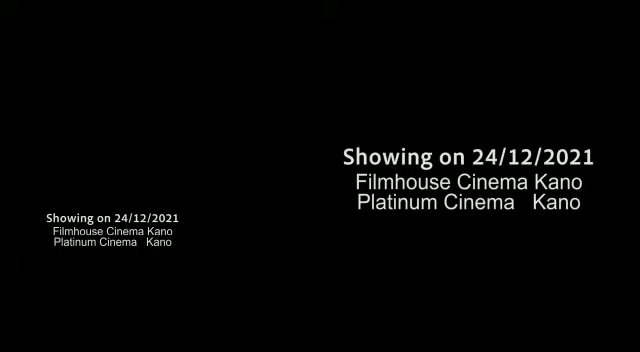 Showing on 24/12/2021
Filmhouse Cinema Kano
Platinum Cinema Kano
Showing on 24/12/2021
Filmhouse Cinema Kano
Platinum Cinema Kano